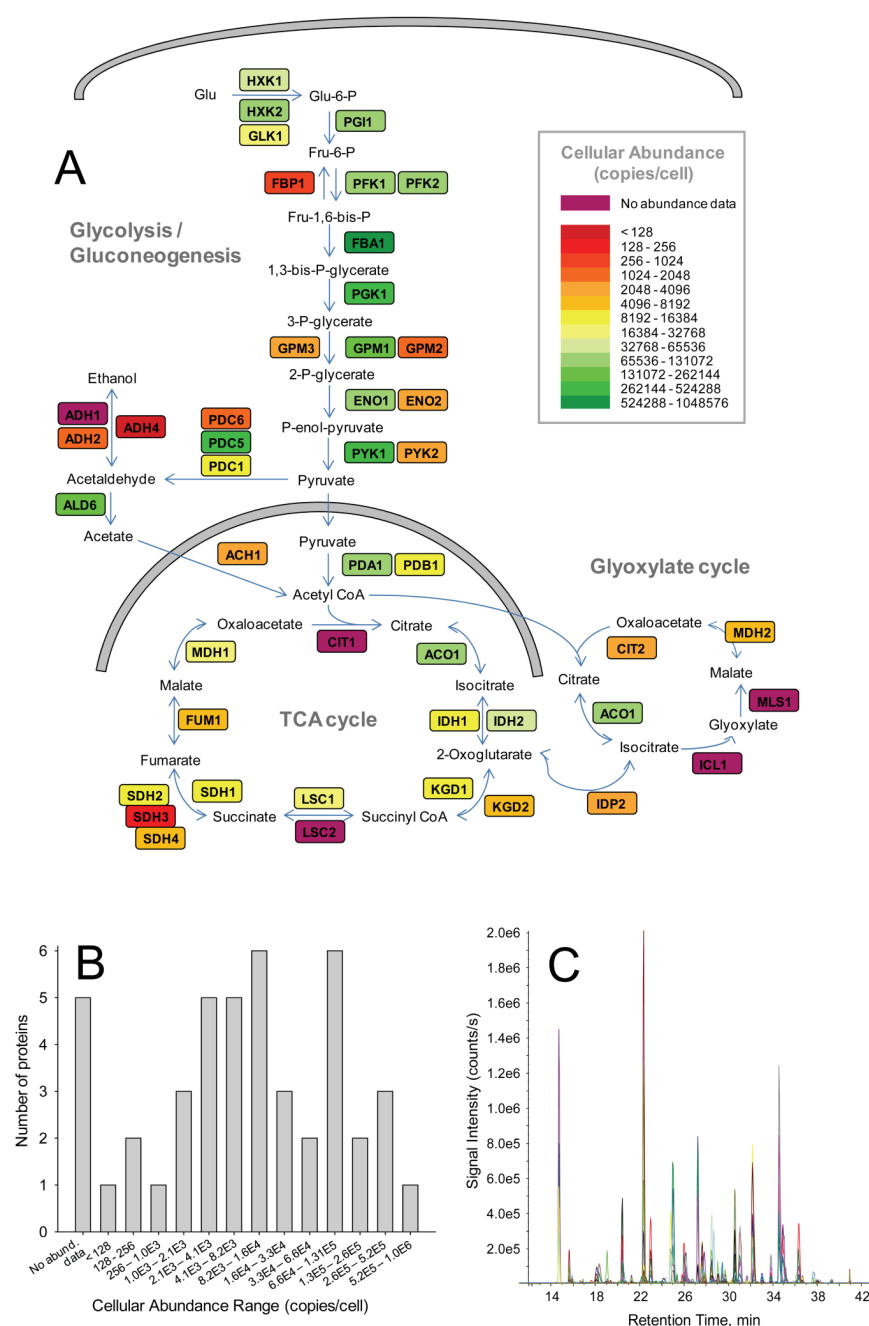 A
Glycolysis /
Gluconeogenesis
Glu
HXK1
HXK2
GLK1
Glu-6-P
PGI1
Fru-6-P
FBP1
PFK1
PFK2
Fru-1,6-bis-P
FBA1
1,3-bis-P-glycerate
PGK1
3-P-glycerate
GPM3
GPM1
GPM2
2-P-glycerate
ENO1
ENO2
P-enol-pyruvate
PYK1
PYK2
Pyruvate
Ethanol
ADH1
ADH2
ADH4
PDC6
PDC5
PDC1
Acetaldehyde
ALD6
Acetate
Cellular Abundance
(copies/cell)
No abundance data
< 128
128 - 256
256 - 1024
1024 - 2048
2048 - 4096
4096 - 8192
8192 - 16384
16384 - 32768
32768 - 65536
65536 - 131072
131072 - 262144
262144 - 524288
524288 - 1048576
ACH1
Pyruvate
PDA1
PDB1
Acetyl CoA
Oxaloacetate
CIT1
Citrate
MDH1
ACO1
Malate
Isocitrate
FUM1
TCA cycle
IDH1
IDH2
Fumarate
2-Oxoglutarate
SDH2
SDH1
SDH3
SDH4
Succinate
LSC1
LSC2
Succinyl CoA
KGD1
KGD2
Glyoxylate cycle
Oxaloacetate
MDH2
CIT2
Citrate
Malate
ACO1
MLS1
Glyoxylate
Isocitrate
ICL1
IDP2
B
Number of proteins
6
5
4
3
2
1
0
No abund.
data
<128
128 - 256
256 – 1.0E3
1.0E3 – 2.1E3
2.1E3 – 4.1E3
4.1E3 – 8.2E3
8.2E3 – 1.6E4
1.6E4 – 3.3E4
3.3E4 – 6.6E4
6.6E4 – 1.31E5
1.3E5 – 2.6E5
2.6E5 – 5.2E5
5.2E5 – 1.0E6
Cellular Abundance Range (copies/cell)
C
Signal Intensity (counts/s)
2.0e6
1.8e6
1.6e6
1.4e6
1.2e6
1.0e6
8.0e5
6.0e5
4.0e5
2.0e5
14
18
22
26
30
34
38
42
Retention Time, min